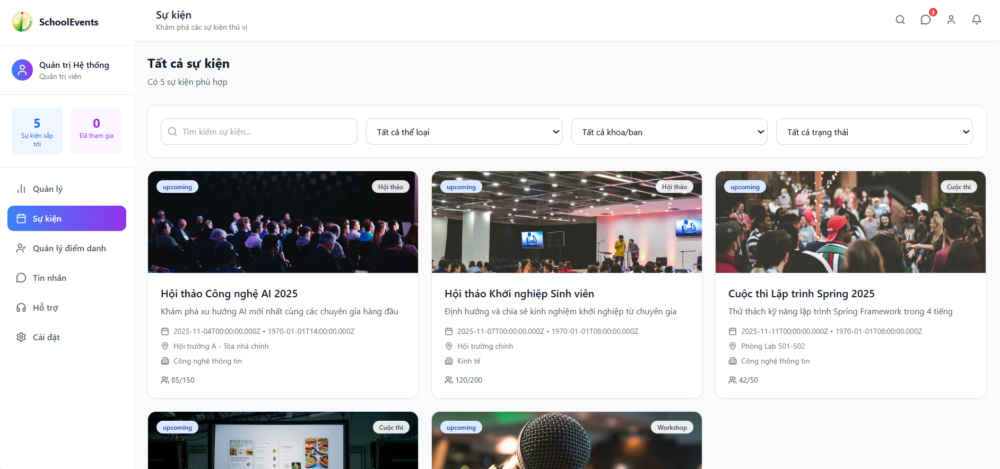 SchoolEvents
Sự kiện
Khám phá các sự kiện thú vị
3
Quản trị Hệ thống
Quản trị viên
5
Sự kiện sắp
tới
0
Đã tham gia
Quản lý
Sự kiện
Quản lý điểm danh
Tin nhắn
Hỗ trợ
Cài đặt
Tất cả sự kiện
Có 5 sự kiện phù hợp
Tìm kiếm sự kiện...
Tất cả thể loại
Tất cả khoa/ban
Tất cả trạng thái
upcoming
Hội thảo
Hội thảo Công nghệ AI 2025
Khám phá xu hướng AI mới nhất cùng các chuyên gia hàng đầu
2025-11-04T00:00:00.000Z • 1970-01-01T14:00:00.000Z
Hội trường A - Tòa nhà chính
Công nghệ thông tin
85/150
upcoming
Hội thảo
Hội thảo Khởi nghiệp Sinh viên
Định hướng và chia sẻ kinh nghiệm khởi nghiệp từ chuyên gia
2025-11-07T00:00:00.000Z • 1970-01-01T08:00:00.000Z
Hội trường chính
Kinh tế
120/200
upcoming
Cuộc thi
Cuộc thi Lập trình Spring 2025
Thử thách kỹ năng lập trình Spring Framework trong 4 tiếng
2025-11-11T00:00:00.000Z • 1970-01-01T08:00:00.000Z
Phòng Lab 501-502
Công nghệ thông tin
42/50
upcoming
Cuộc thi
upcoming
Workshop